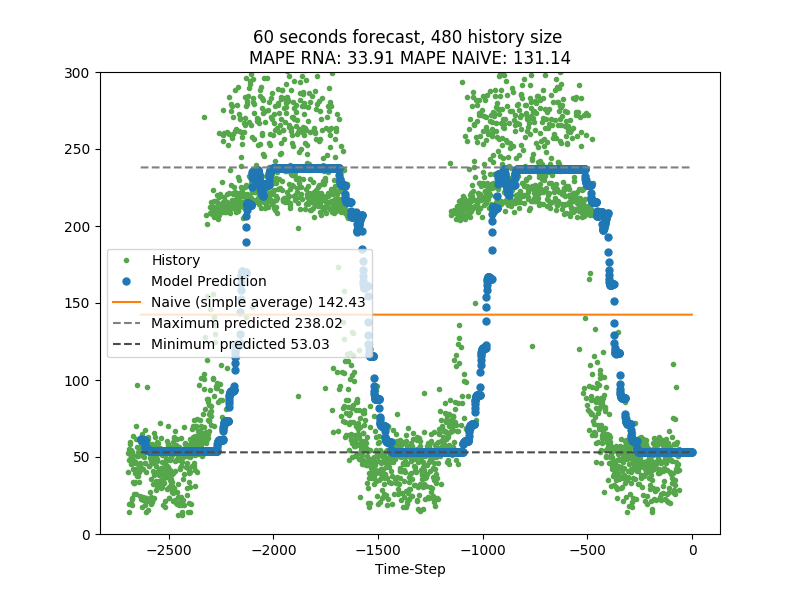 60 seconds forecast, 480 history size
MAPE RNA: 33.91 MAPE NAIVE: 131.14
300
250
200
150
100
50
0
History
Model Prediction
Naive (simple average) 142.43
Maximum predicted 238.02
Minimum predicted 53.03
−2500
−2000
−1500
−1000
−500
0
Time-Step